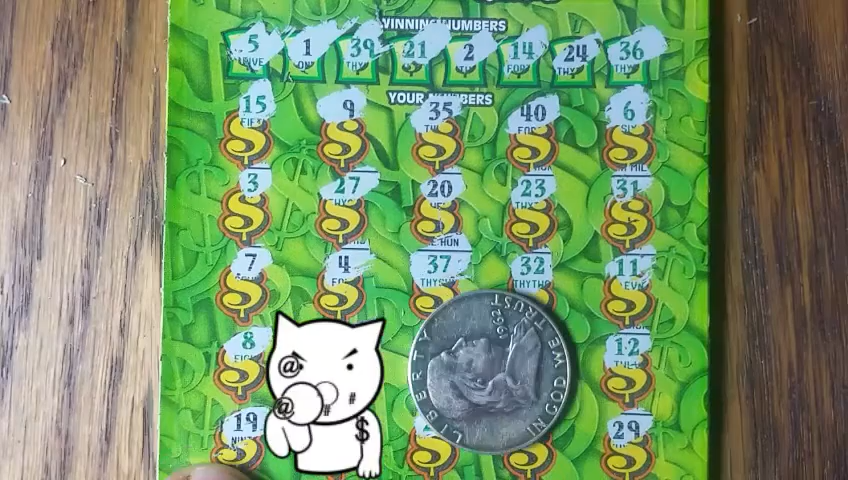 WINNING NUMBERS
5 1 39 21 2 14 24 36
YOUR NUMBERS
15 9 35 40 6
3 27 20 23 31
7 4 37 32 11
8 12
19 29
LIBERTY 1962 IN GOD WE TRUST
@
@ # #
$